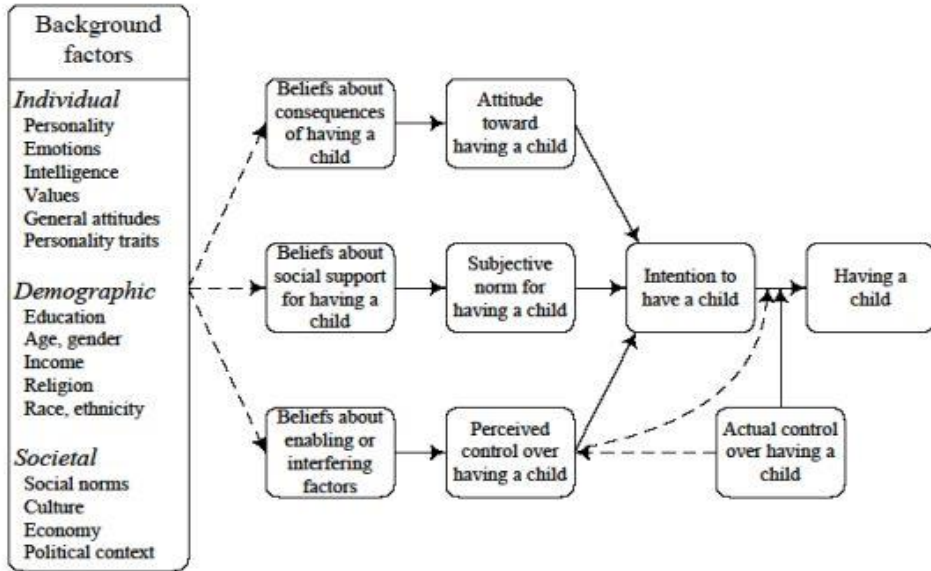 Background
factors
Individual
Personality
Emotions
Intelligence
Values
General attitudes
Personality traits
Demographic
Education
Age, gender
Income
Religion
Race, ethnicity
Societal
Social norms
Culture
Economy
Political context
Beliefs about
consequences
of having a
child
Attitude
toward
having a child
Beliefs about
social support
for having a
child
Subjective
norm for
having a child
Intention to
have a child
Having a
child
Beliefs about
enabling or
interfering
factors
Perceived
control over
having a child
Actual control
over having a
child